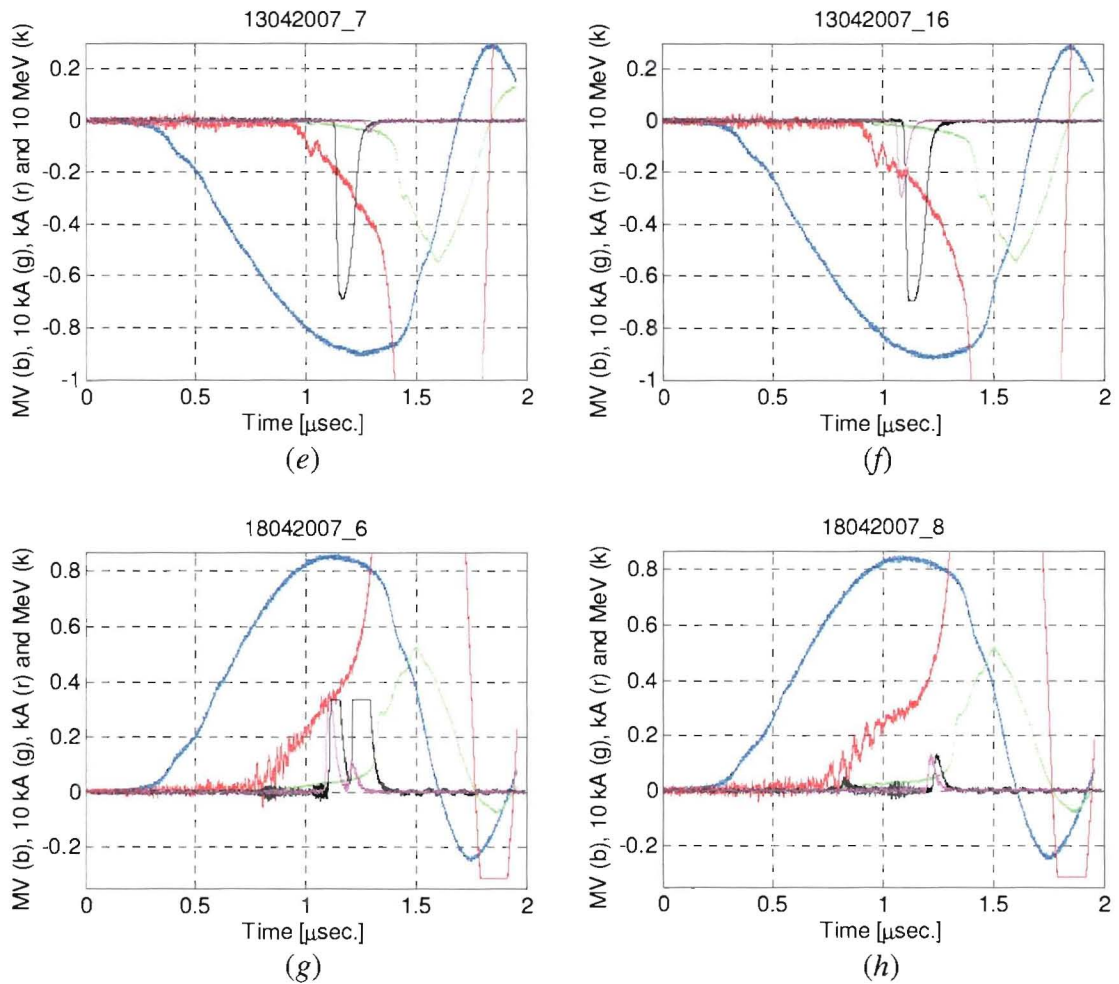 13042007_7
MV (b), 10 kA (g), kA (r) and 10 MeV (k)
0.2
0
-0.2
-0.4
-0.6
-0.8
-1
0 0.5 1 1.5 2
Time [μsec.]
(e)
13042007_16
MV (b), 10 kA (g), kA (r) and 10 MeV (k)
0.2
0
-0.2
-0.4
-0.6
-0.8
-1
0 0.5 1 1.5 2
Time [μsec.]
(f)
18042007_6
MV (b), 10 kA (g), kA (r) and MeV (k)
0.8
0.6
0.4
0.2
0
-0.2
0 0.5 1 1.5 2
Time [μsec.]
(g)
18042007_8
MV (b), 10 kA (g), kA (r) and MeV (k)
0.8
0.6
0.4
0.2
0
-0.2
0 0.5 1 1.5 2
Time [μsec.]
(h)